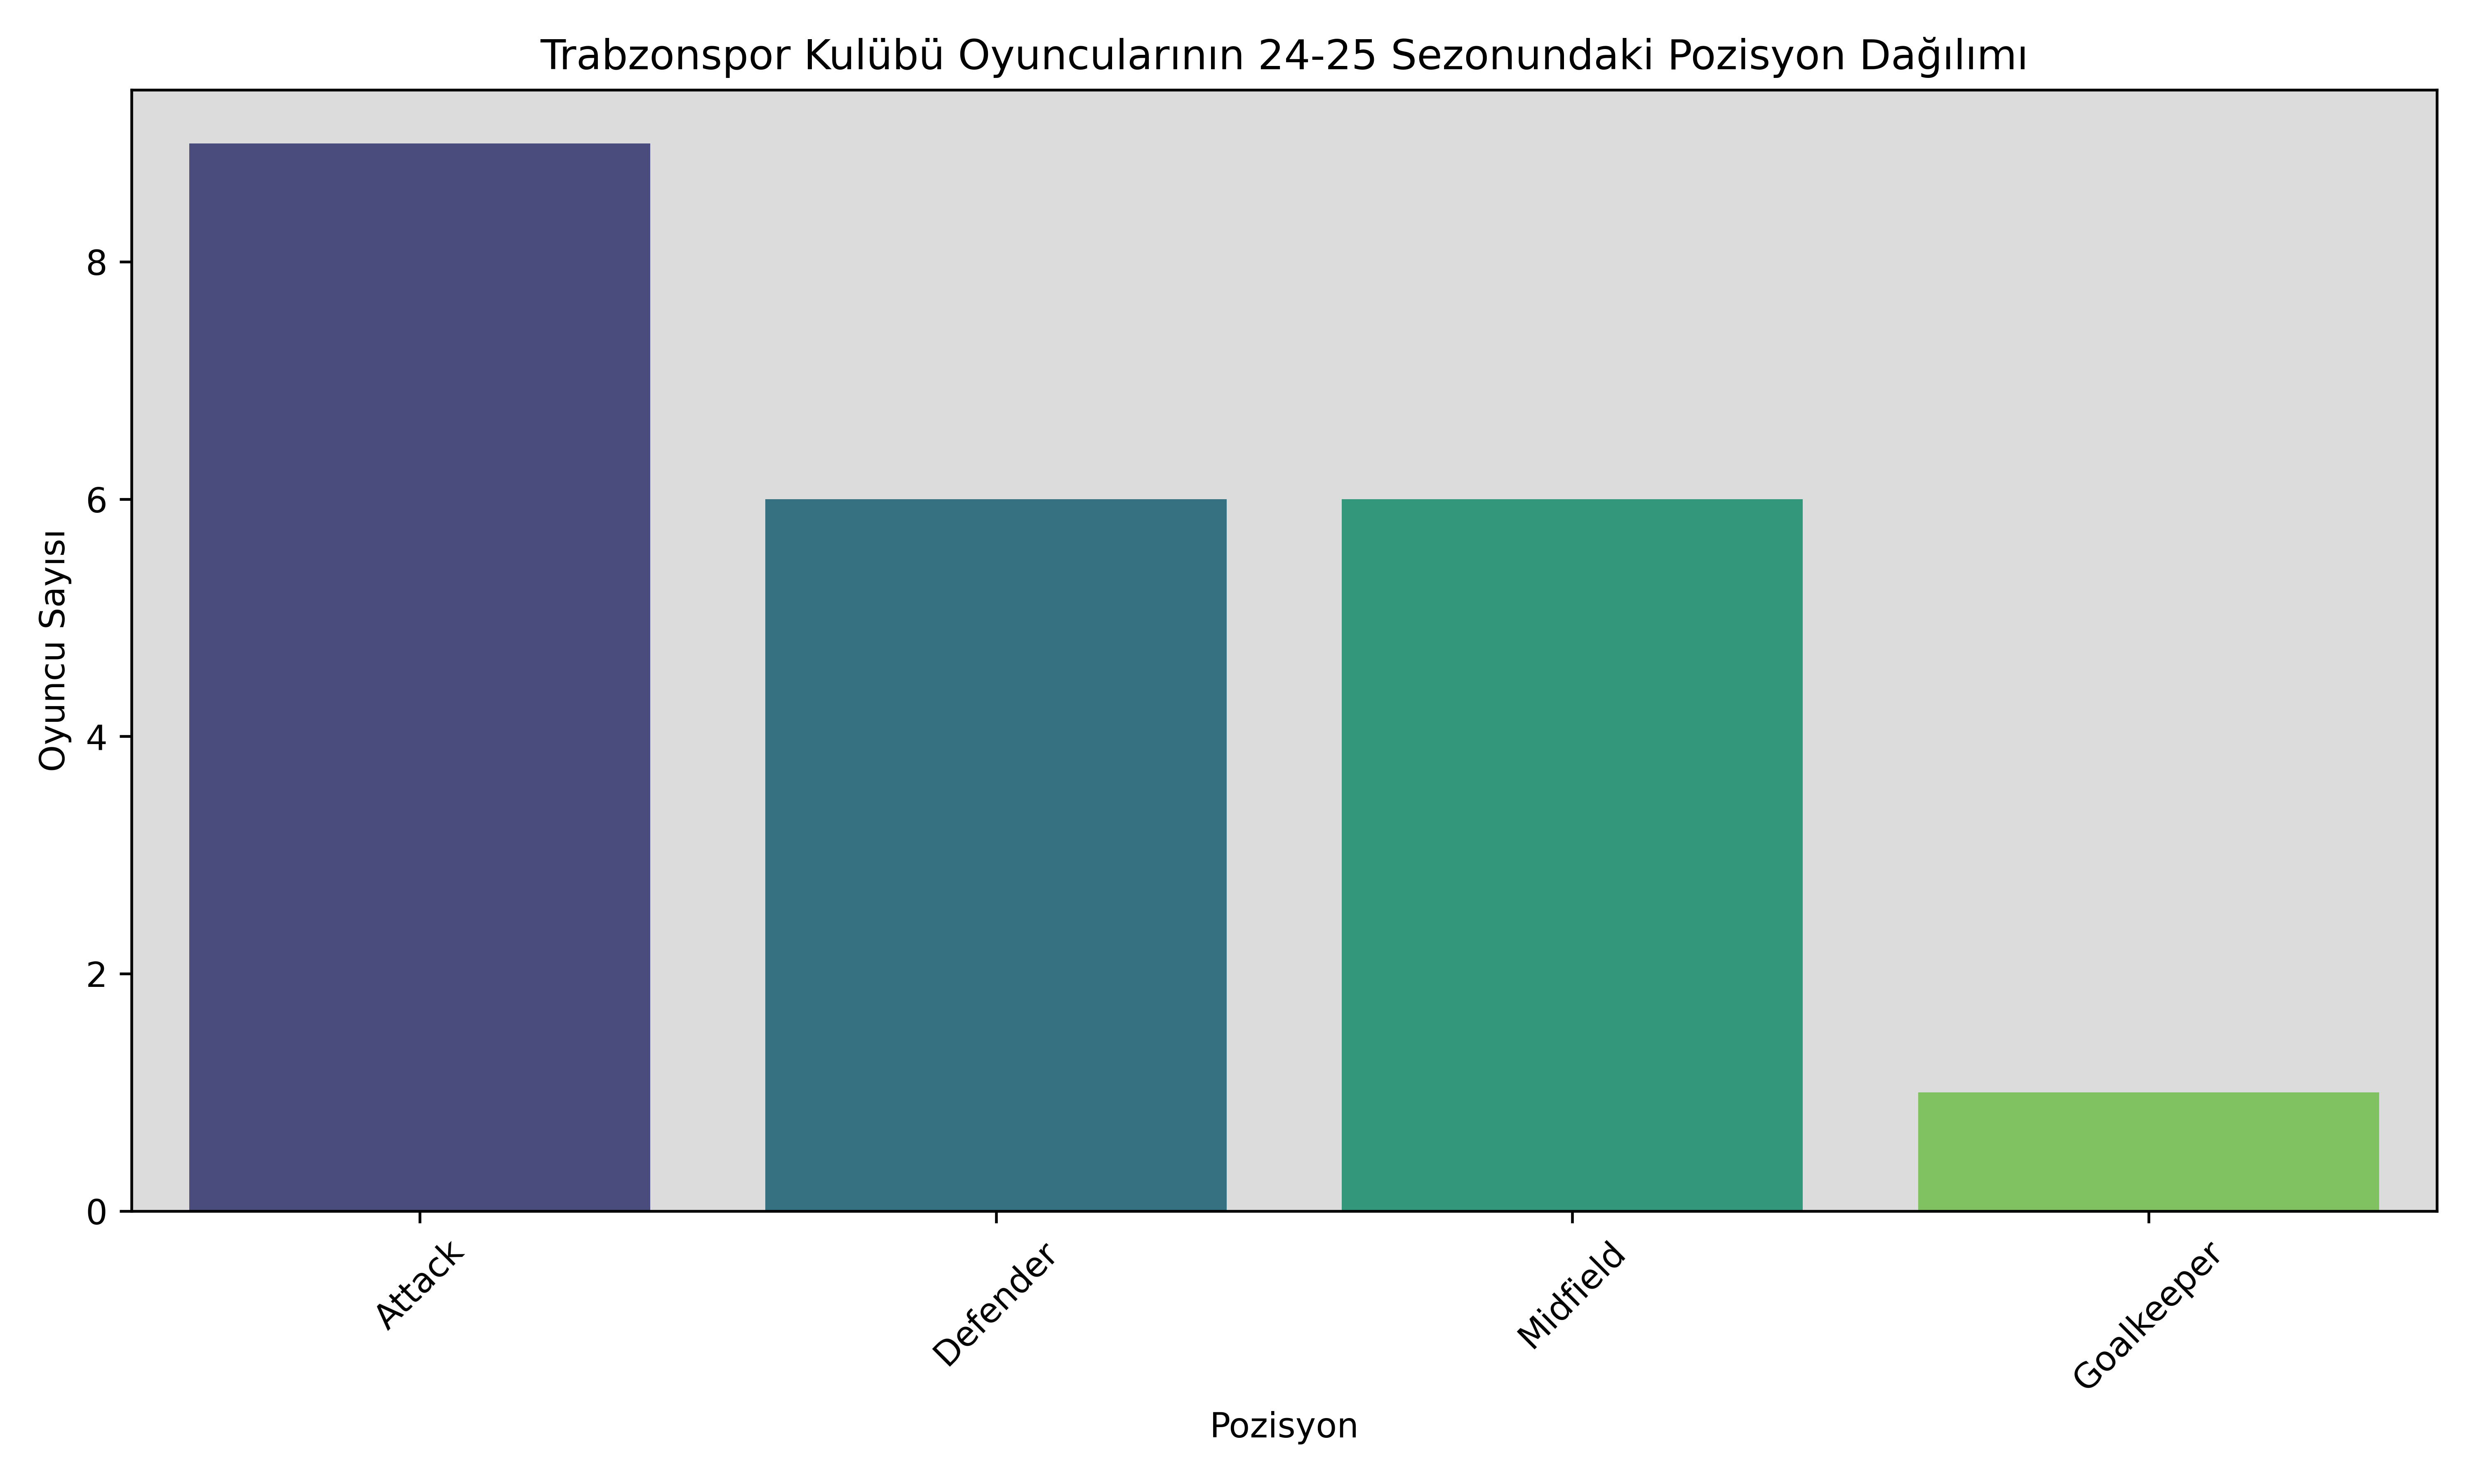 Trabzonspor Kulübü Oyuncularının 24-25 Sezonundaki Pozisyon Dağılımı
Oyuncu Sayısı
8
6
4
2
0
Attack
Defender
Midfield
Goalkeeper
Pozisyon